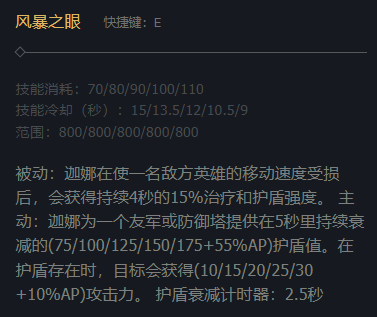 风暴之眼 快捷键：E
技能消耗：70/80/90/100/110
技能冷却（秒）：15/13.5/12/10.5/9
范围：800/800/800/800/800
被动：迦娜在使一名敌方英雄的移动速度受损
后，会获得持续4秒的15%治疗和护盾强度。 主
动：迦娜为一个友军或防御塔提供在5秒里持续衰
减的(75/100/125/150/175+55%AP)护盾值。在
护盾存在时，目标会获得(10/15/20/25/30
+10%AP)攻击力。 护盾衰减计时器：2.5秒